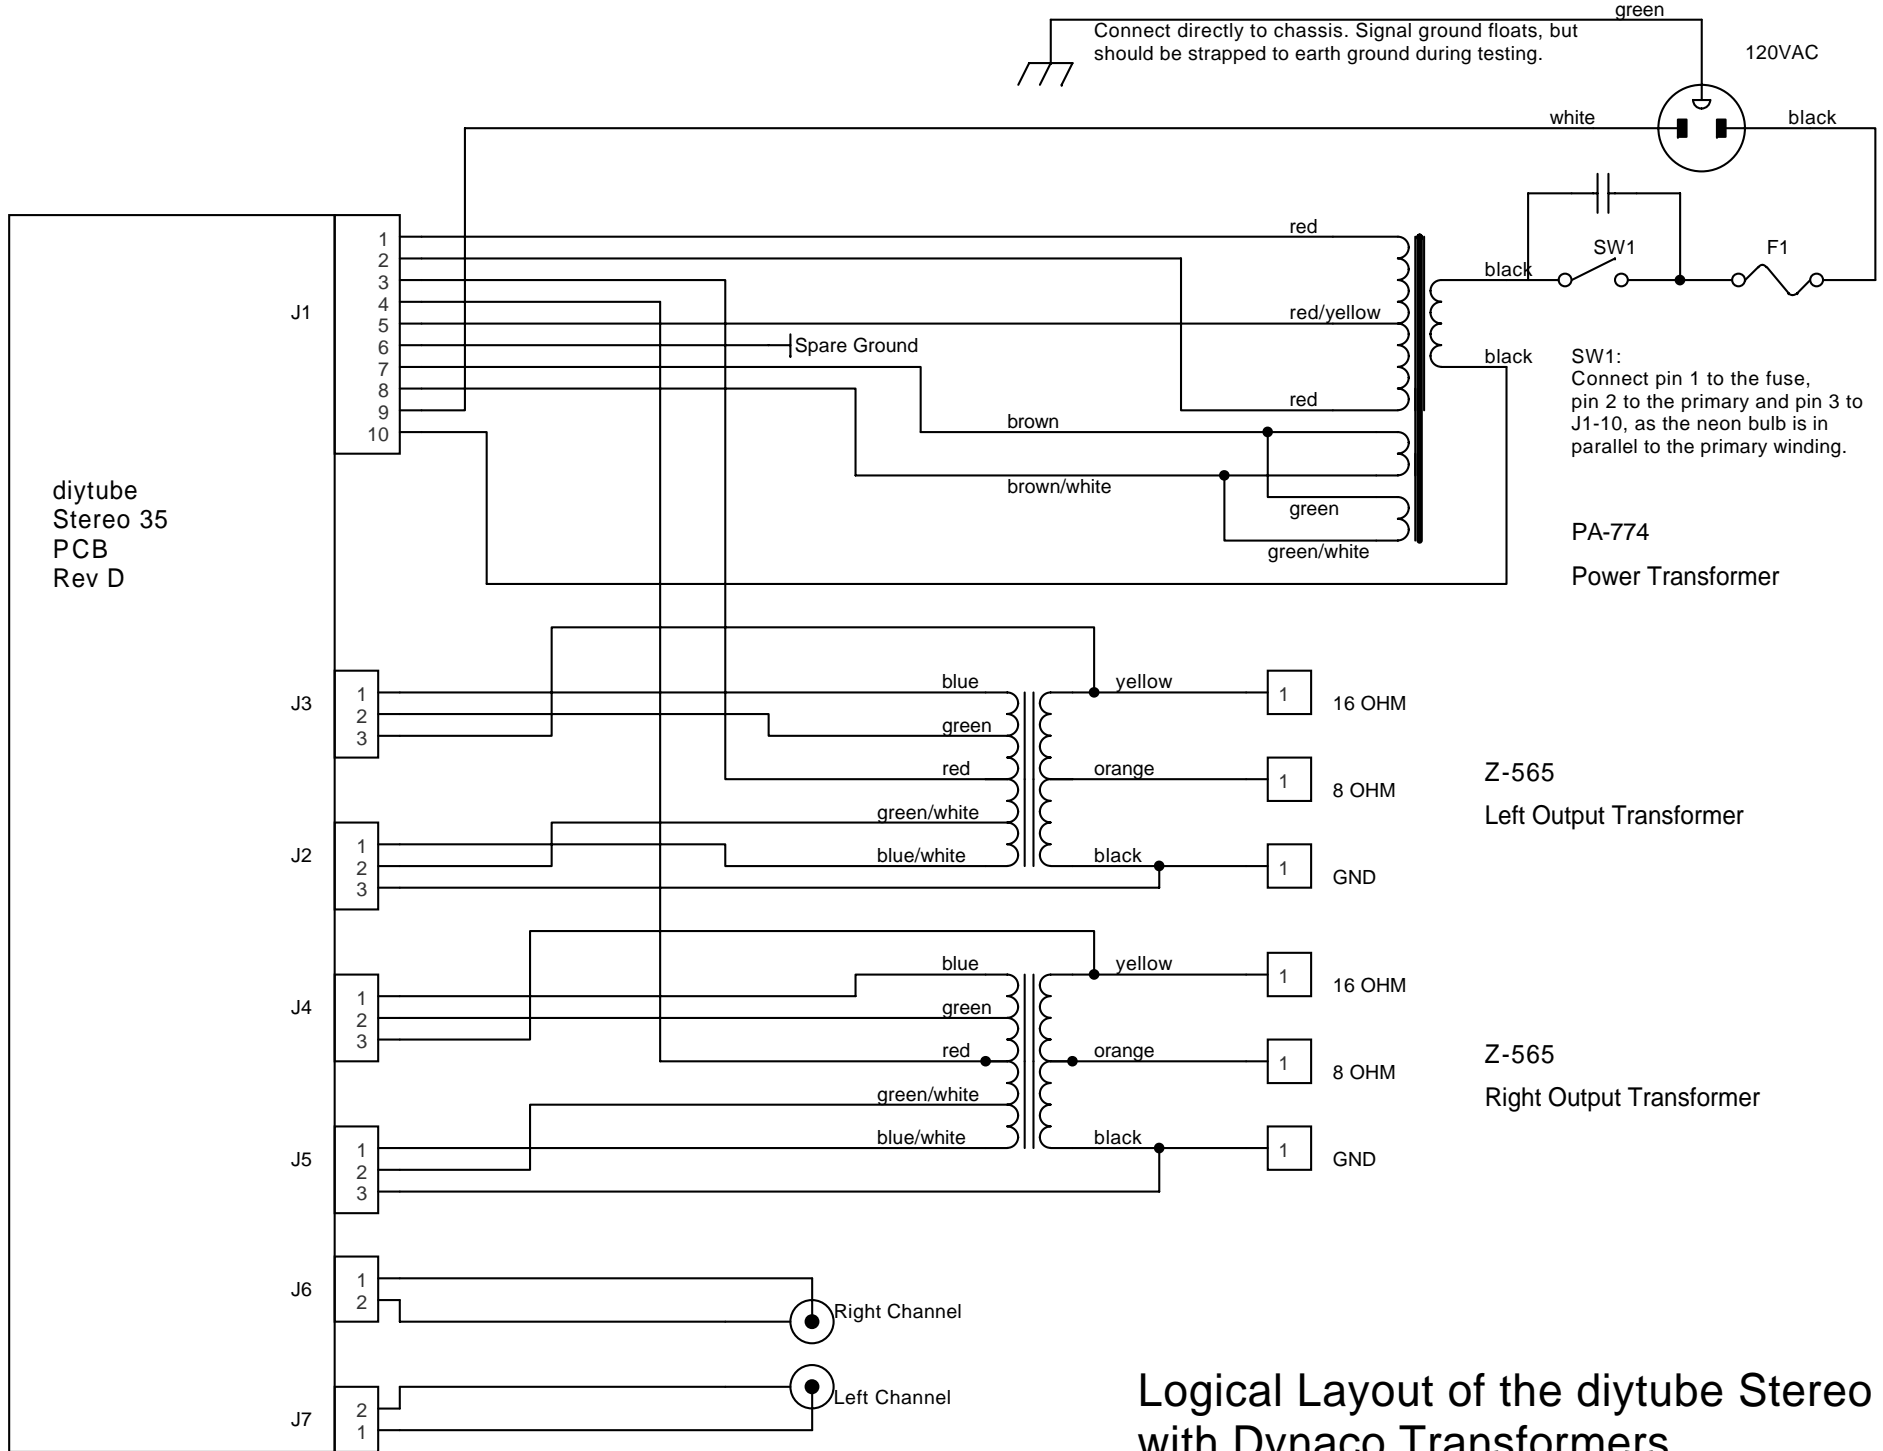 green
Connect directly to chassis. Signal ground floats, but
should be strapped to earth ground during testing.
120VAC
white
black
J1
1
2
3
4
5
6
7
8
9
10
red
red/yellow
Spare Ground
red
brown
brown/white
green
green/white
black
black
SW1
F1
SW1:
Connect pin 1 to the fuse,
pin 2 to the primary and pin 3 to
J1-10, as the neon bulb is in
parallel to the primary winding.
PA-774
Power Transformer
diytube
Stereo 35
PCB
Rev D
J3
1
2
3
blue
green
red
green/white
blue/white
J2
1
2
3
yellow
orange
black
1
16 OHM
1
8 OHM
1
GND
Z-565
Left Output Transformer
J4
1
2
3
blue
green
red
green/white
blue/white
J5
1
2
3
yellow
orange
black
1
16 OHM
1
8 OHM
1
GND
Z-565
Right Output Transformer
J6
1
2
Right Channel
J7
2
1
Left Channel
Logical Layout of the diytube Stereo
with Dynaco Transformers